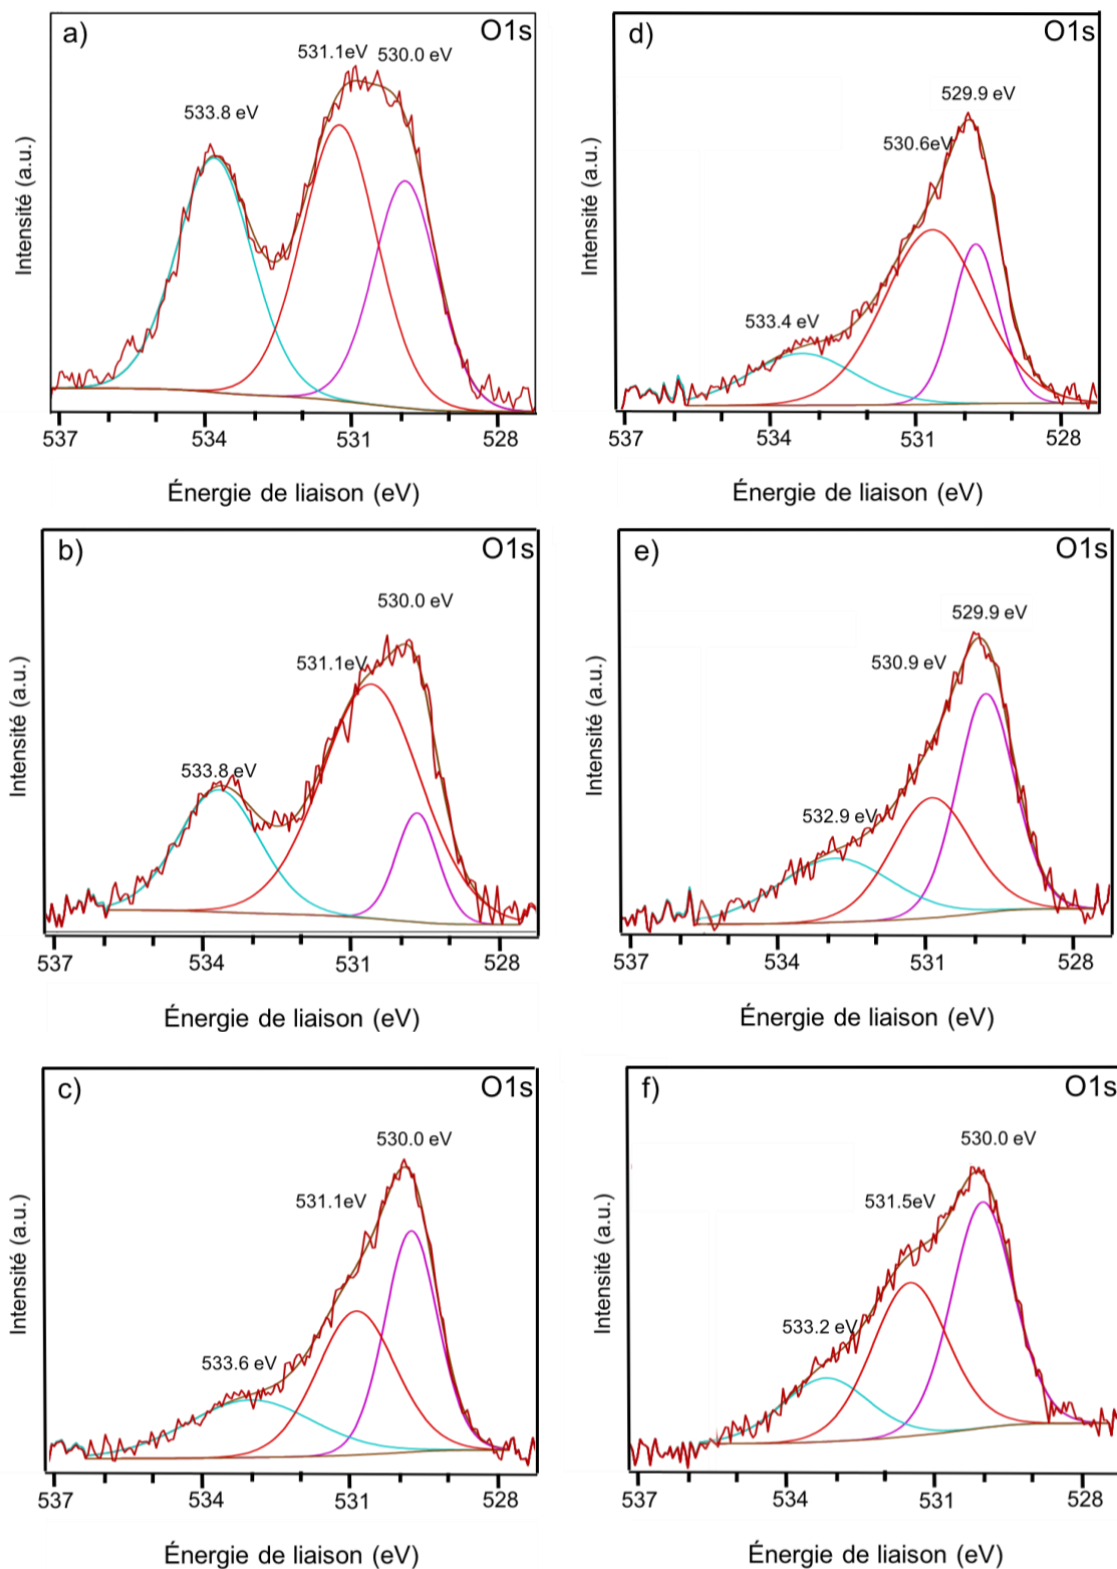 a)
O1s
531.1eV
530.0 eV
533.8 eV
Intensité (a.u.)
537
534
531
528
Énergie de liaison (eV)
d)
O1s
529.9 eV
530.6eV
533.4 eV
Intensité (a.u.)
537
534
531
528
Énergie de liaison (eV)
b)
O1s
530.0 eV
531.1eV
533.8 eV
Intensité (a.u.)
537
534
531
528
Énergie de liaison (eV)
e)
O1s
529.9 eV
530.9 eV
532.9 eV
Intensité (a.u.)
537
534
531
528
Énergie de liaison (eV)
c)
O1s
530.0 eV
531.1eV
533.6 eV
Intensité (a.u.)
537
534
531
528
Énergie de liaison (eV)
f)
O1s
530.0 eV
531.5eV
533.2 eV
Intensité (a.u.)
537
534
531
528
Énergie de liaison (eV)